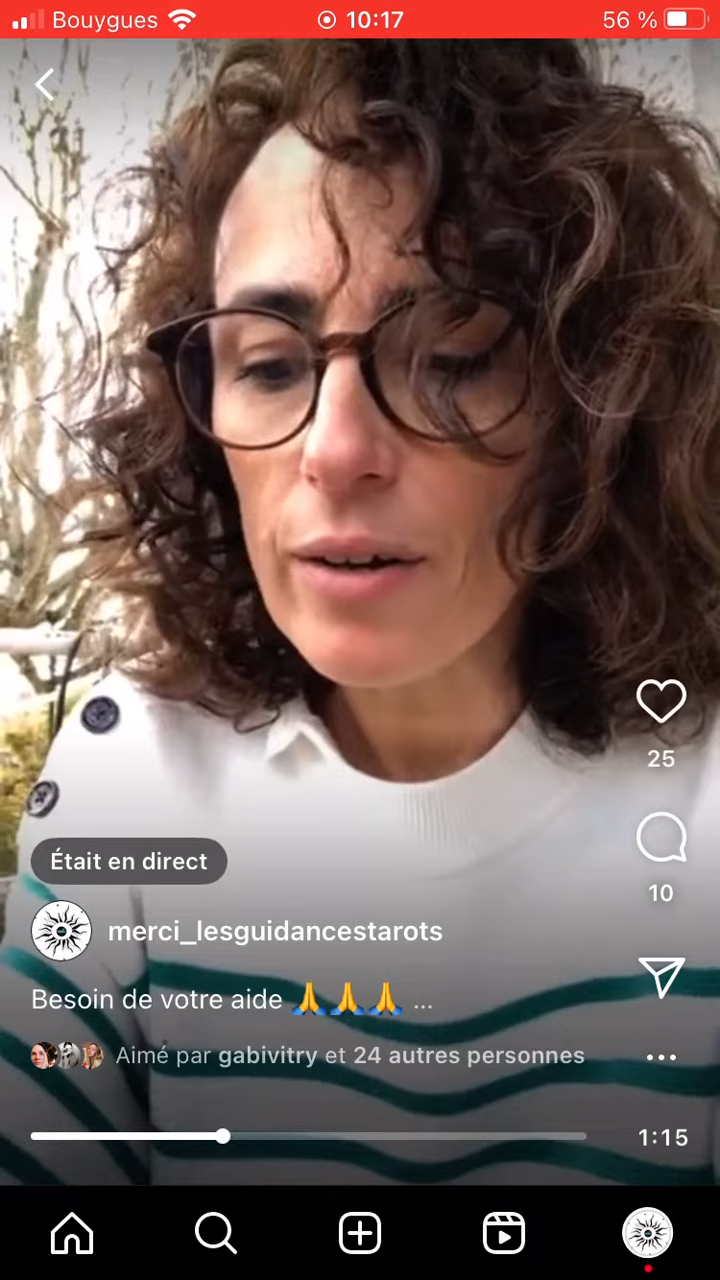 Bouygues 10:17 56 %
25
10
Était en direct
merci_lesguidancestarots
Besoin de votre aide 🙏🙏🙏 ...
Aimé par gabivitry et 24 autres personnes
1:15